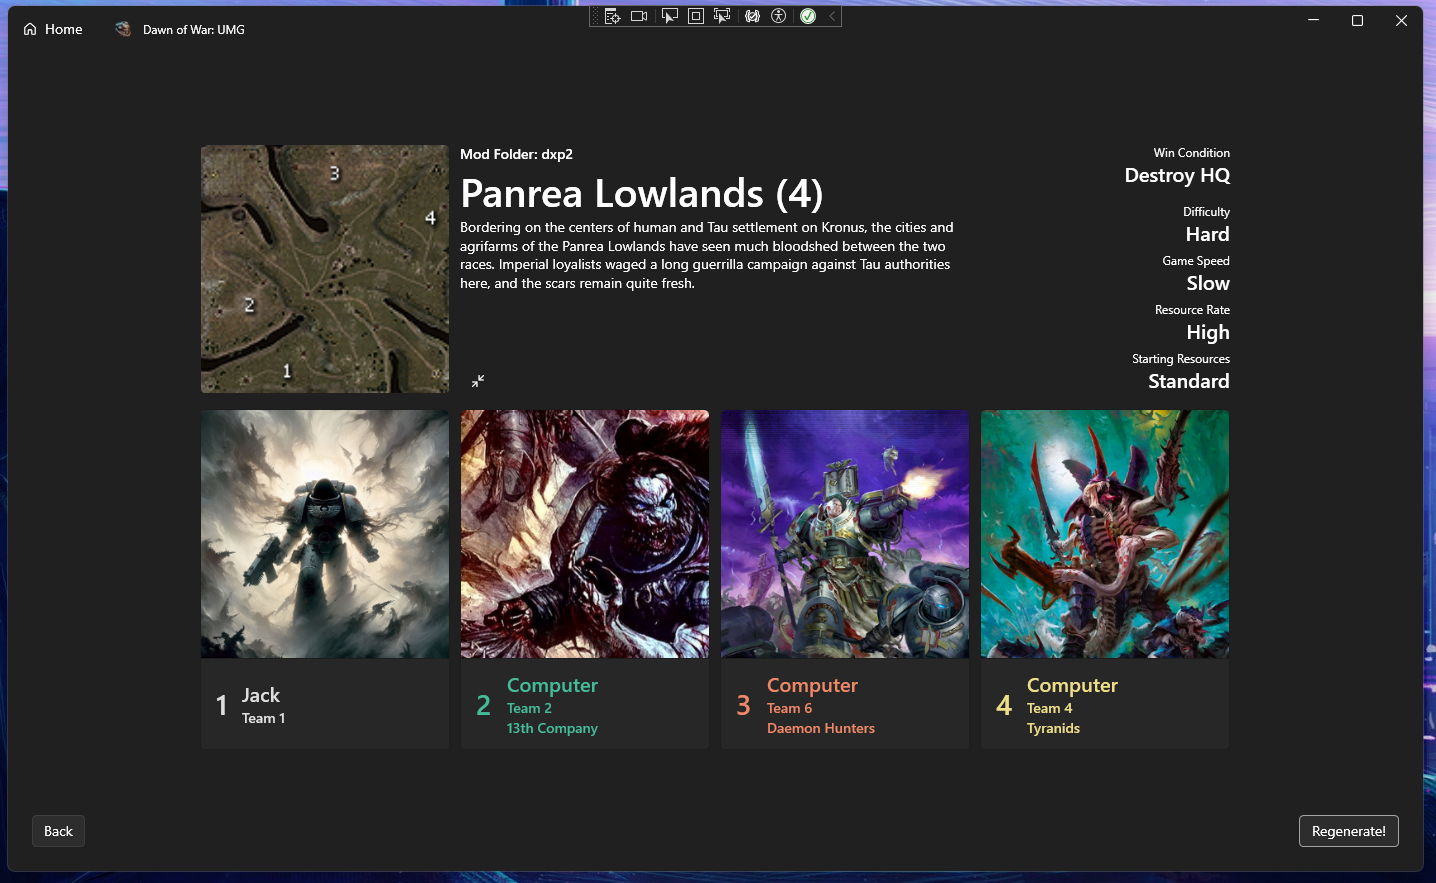 Home
Dawn of War: UMG
3
4
2
1
Mod Folder: dxp2
Panrea Lowlands (4)
Bordering on the centers of human and Tau settlement on Kronus, the cities and
agrifarms of the Panrea Lowlands have seen much bloodshed between the two
races. Imperial loyalists waged a long guerrilla campaign against Tau authorities
here, and the scars remain quite fresh.
Win Condition
Destroy HQ
Difficulty
Hard
Game Speed
Slow
Resource Rate
High
Starting Resources
Standard
1
Jack
Team 1
2
Computer
Team 2
13th Company
3
Computer
Team 6
Daemon Hunters
4
Computer
Team 4
Tyranids
Back
Regenerate!